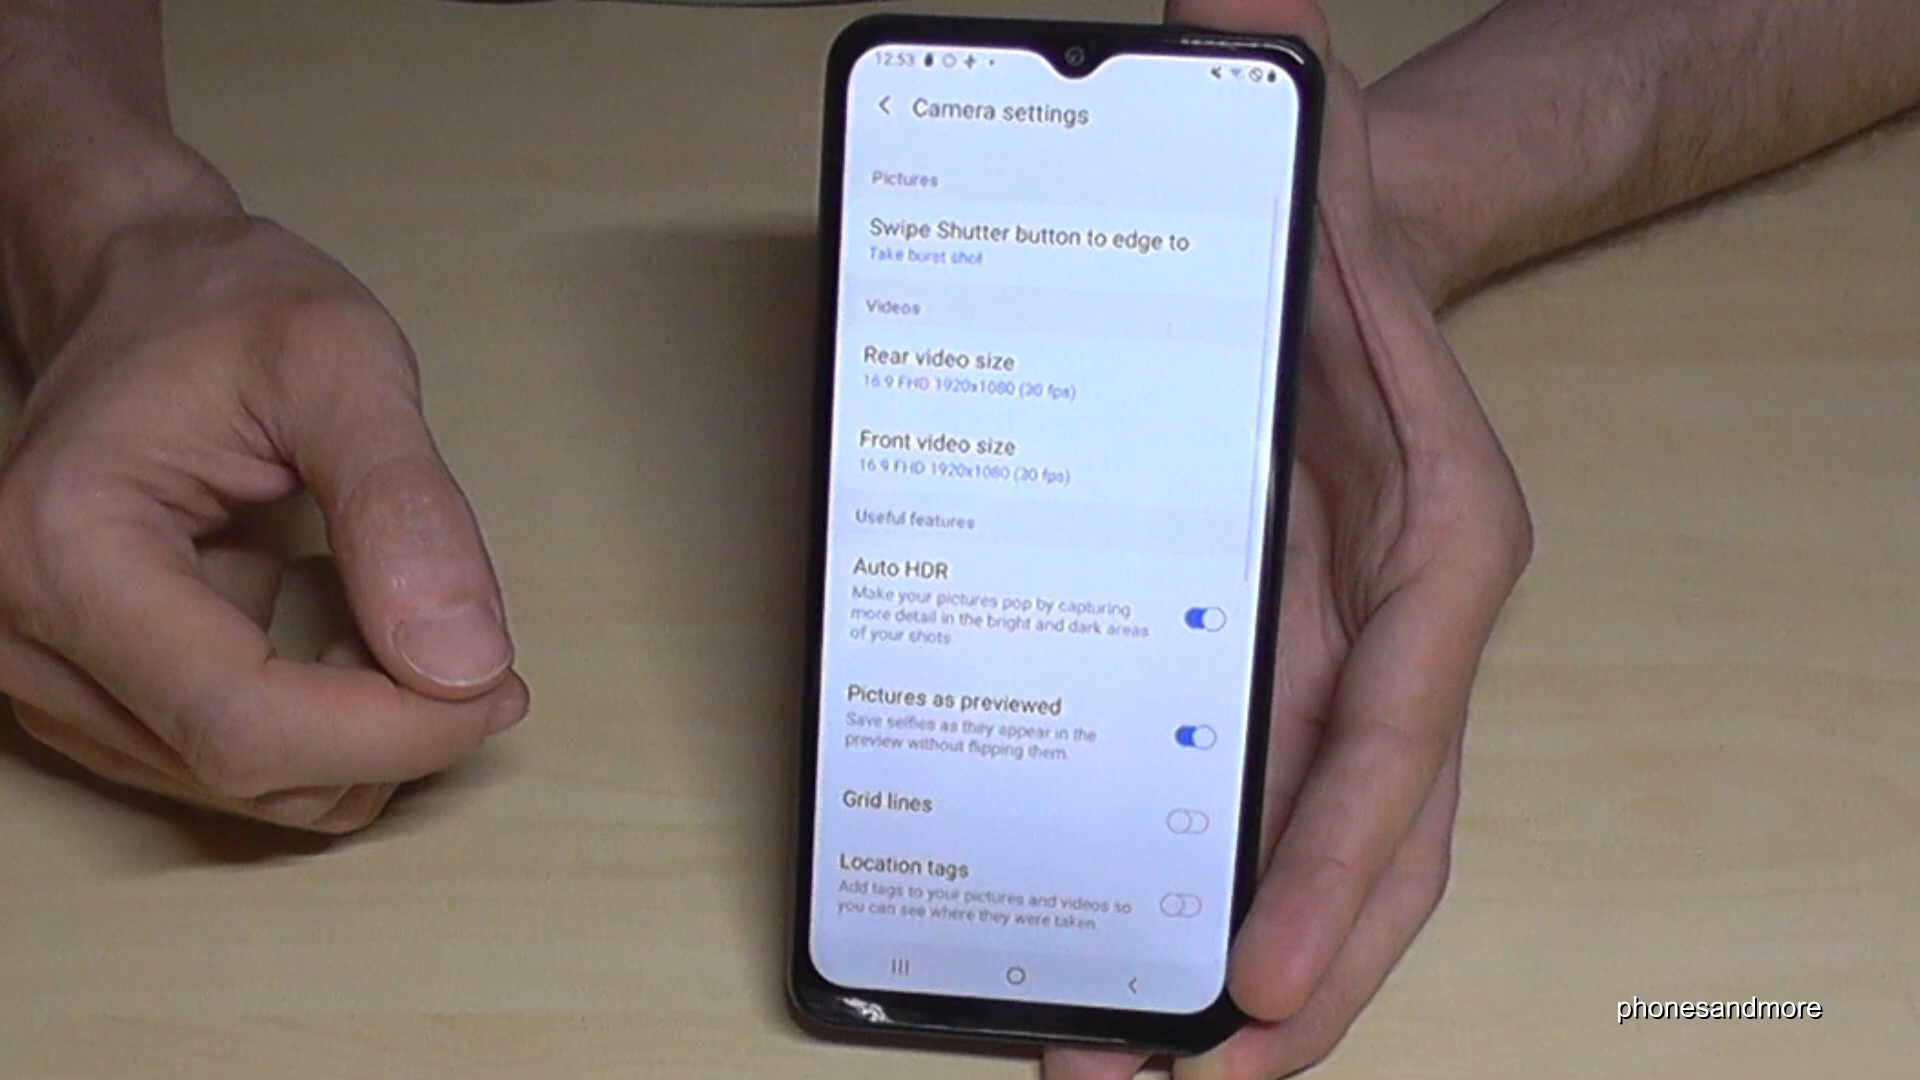 12:53
Camera settings
Pictures
Swipe Shutter button to edge to
Take burst shot
Videos
Rear video size
16:9 FHD 1920x1080 (30 fps)
Front video size
16:9 FHD 1920x1080 (30 fps)
Useful features
Auto HDR
Make your pictures pop by capturing
more detail in the bright and dark areas
of your shots.
Pictures as previewed
Save selfies as they appear in the
preview without flipping them.
Grid lines
Location tags
Add tags to your pictures and videos so
you can see where they were taken.
phonesandmore